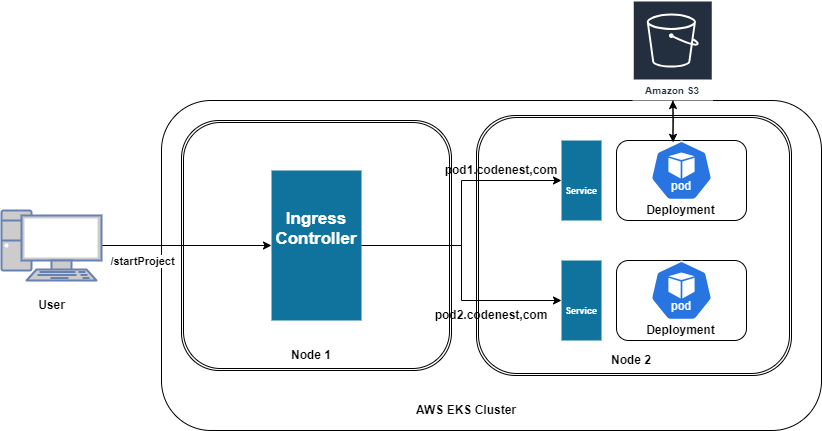 Amazon S3
pod1.codenest,com
Service
pod
Deployment
Ingress
Controller
/startProject
User
pod2.codenest,com
Service
pod
Deployment
Node 1
Node 2
AWS EKS Cluster